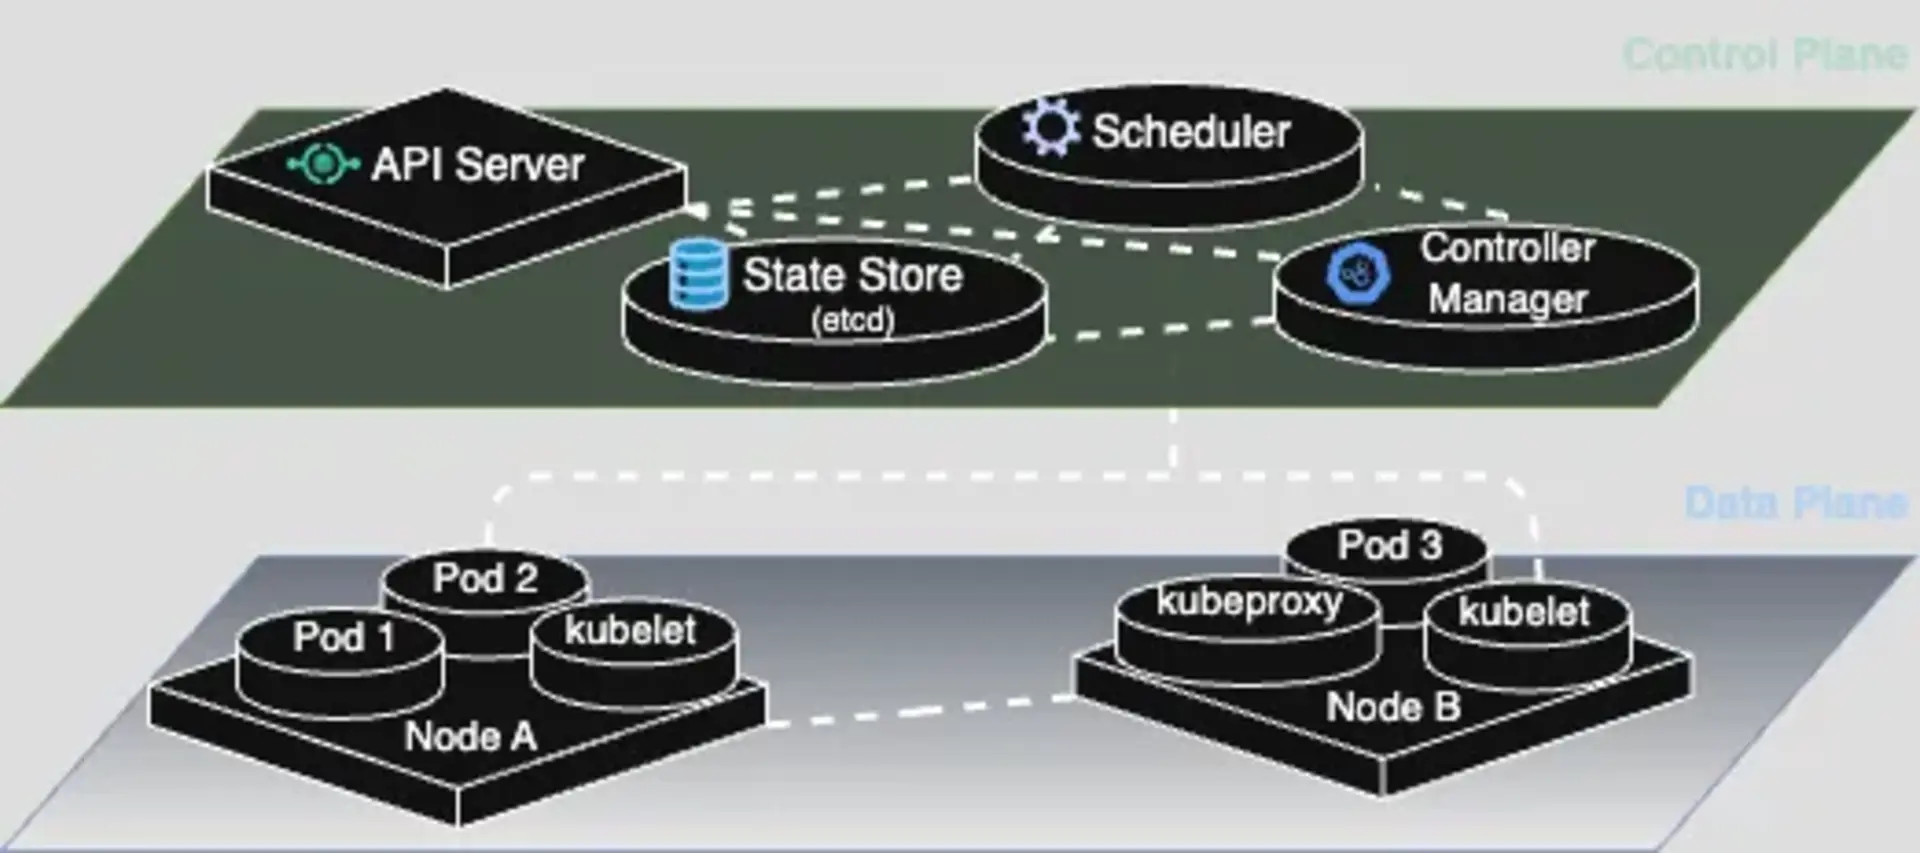 Control Plane
API Server
Scheduler
State Store
(etcd)
Controller
Manager
Data Plane
Pod 2
Pod 1
kubelet
Node A
Pod 3
kubeproxy
kubelet
Node B